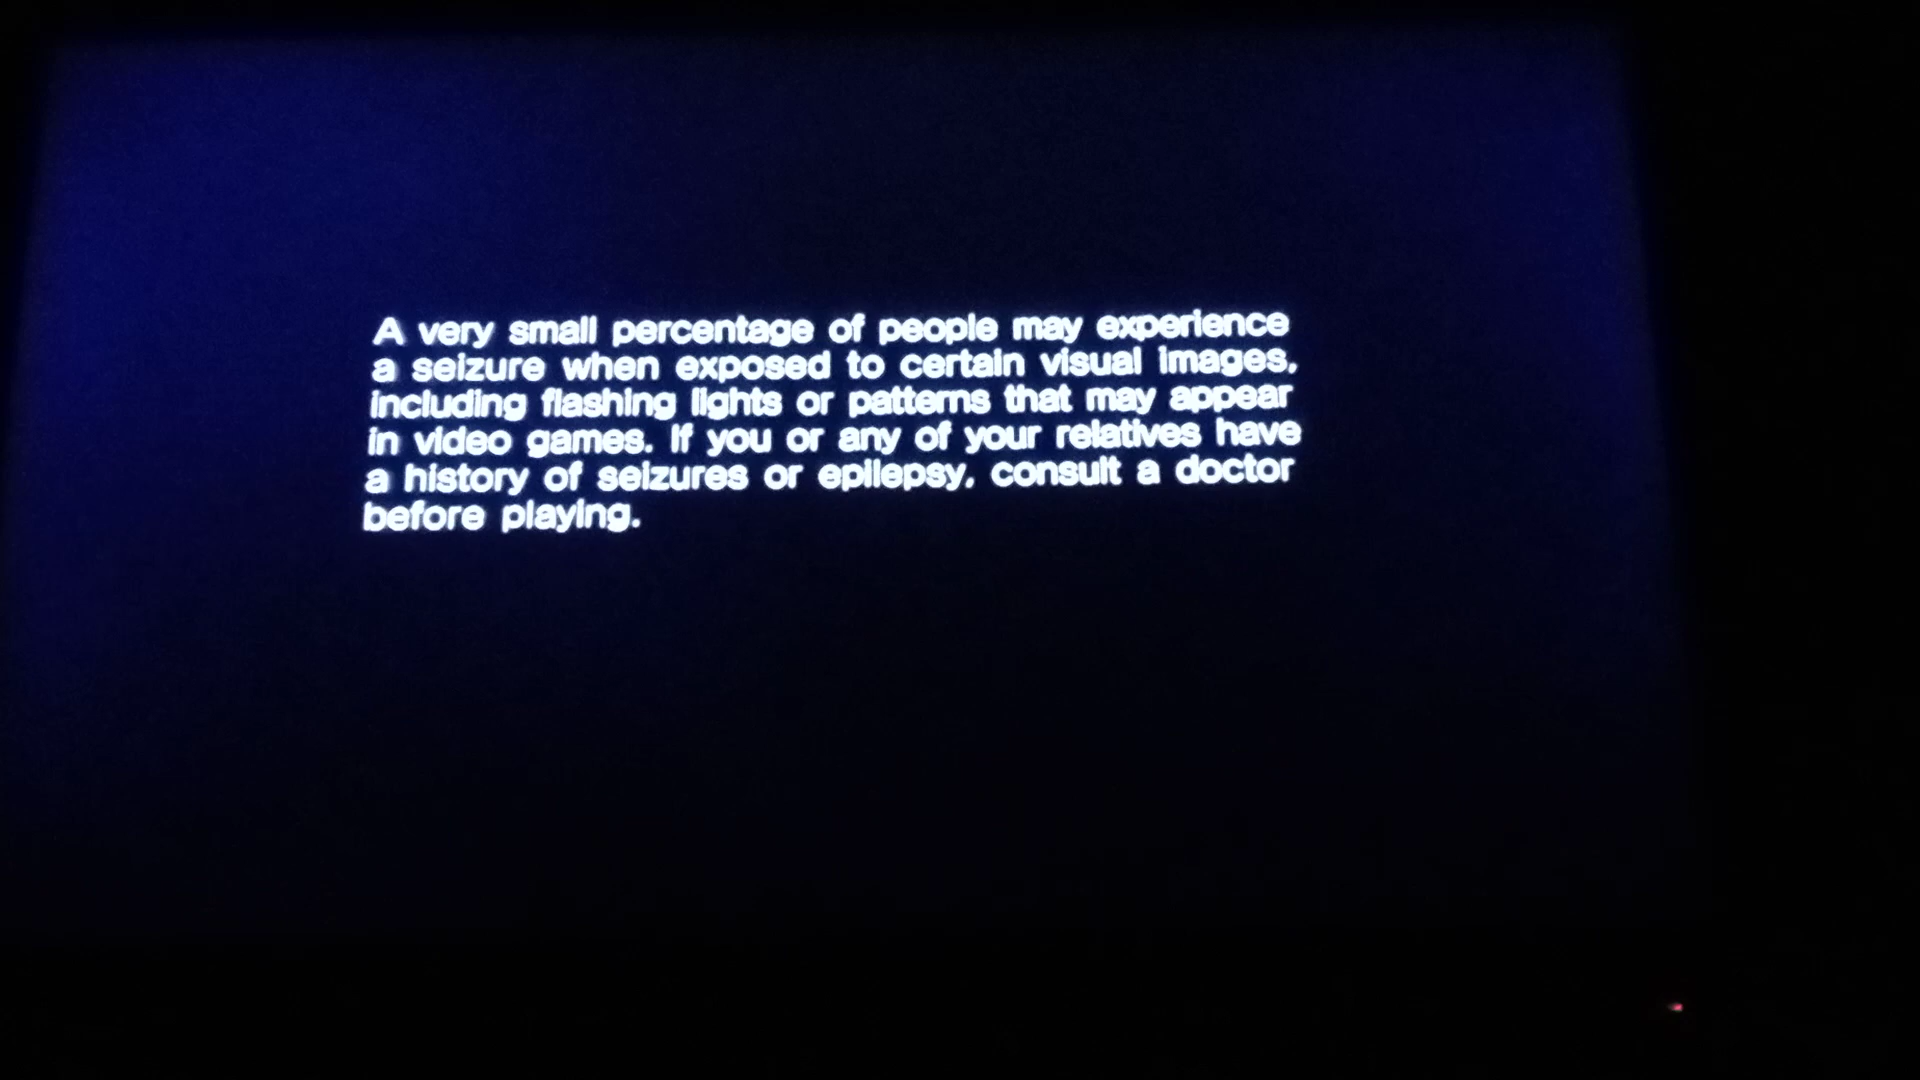 A very small percentage of people may experience
a seizure when exposed to certain visual images,
including flashing lights or patterns that may appear
in video games. If you or any of your relatives have
a history of seizures or epilepsy, consult a doctor
before playing.